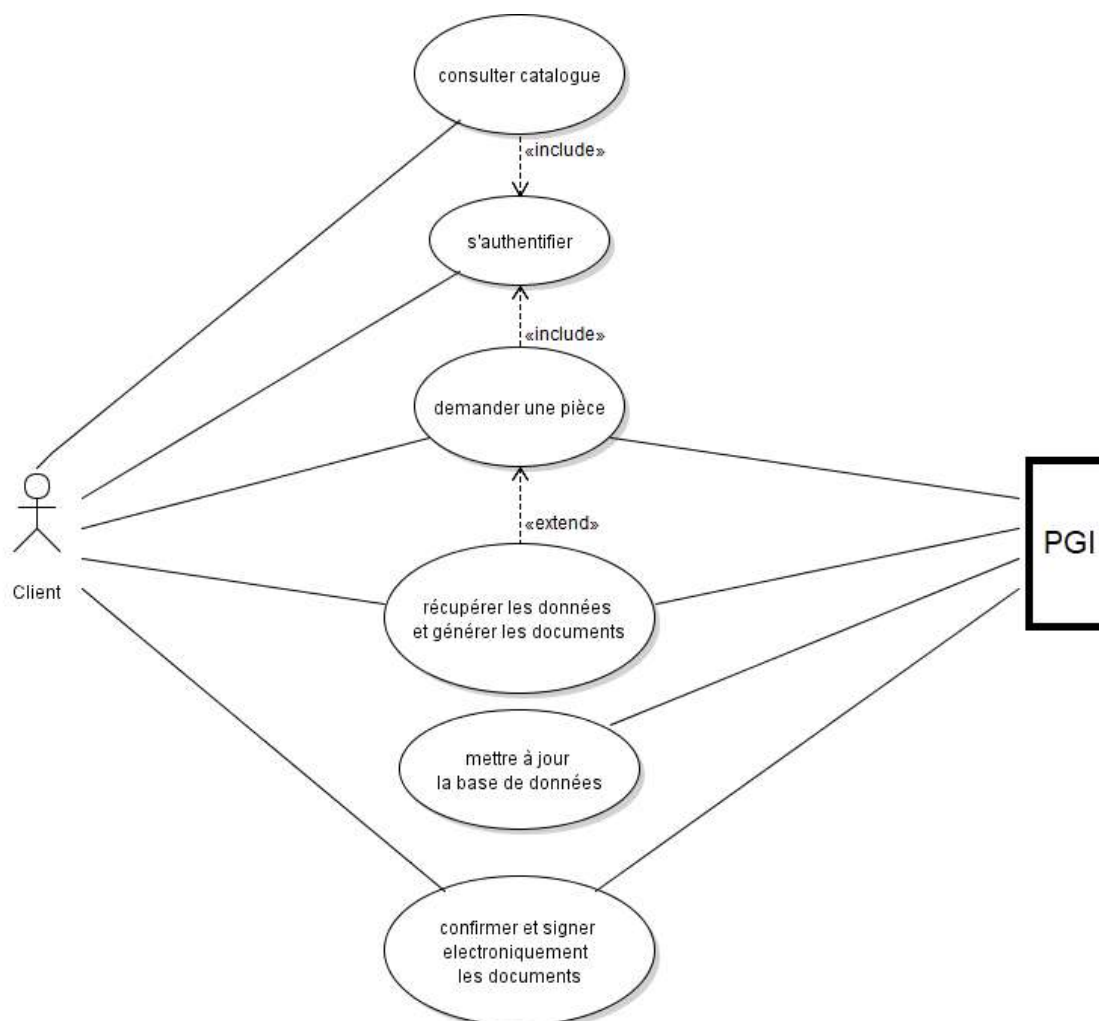 consulter catalogue
«include»
s'authentifier
«include»
demander une pièce
«extend»
Client
PGI
récupérer les données
et générer les documents
mettre à jour
la base de données
confirmer et signer
electroniquement
les documents